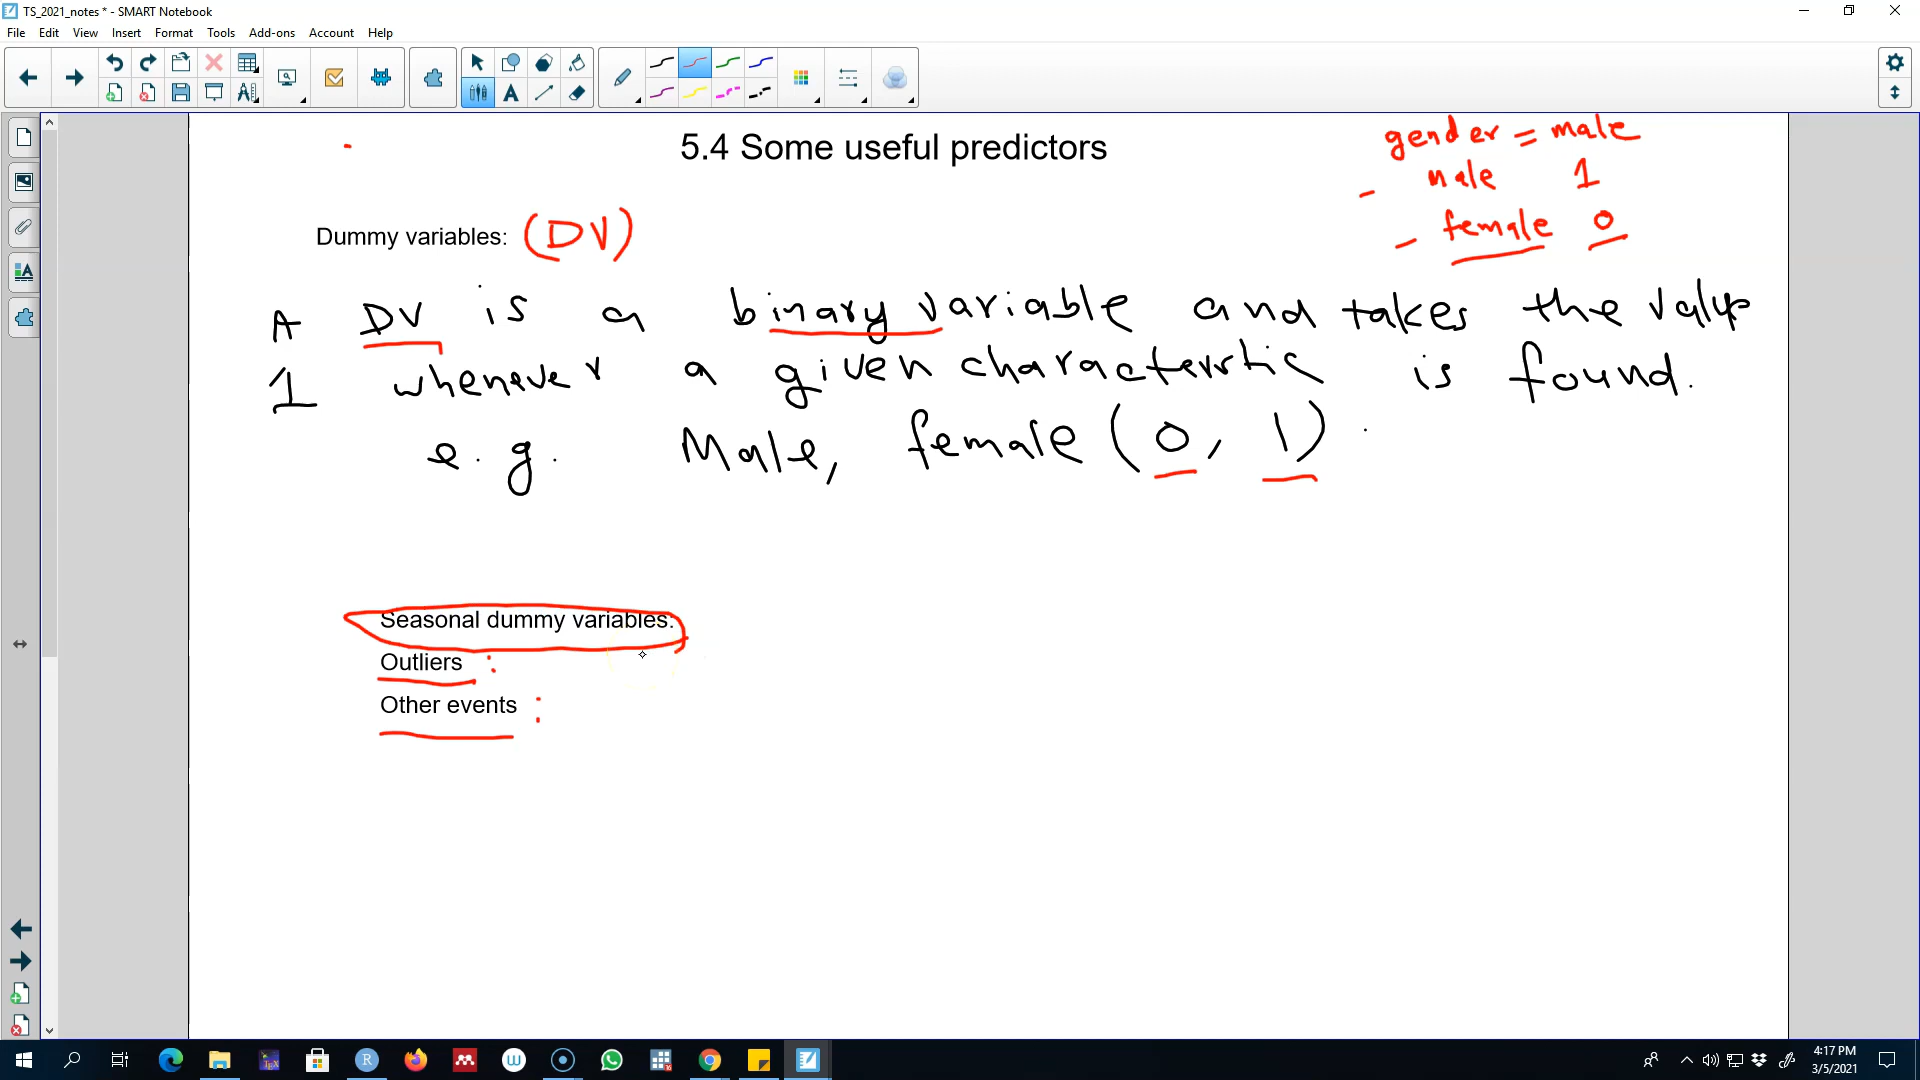 TS_2021_notes * - SMART Notebook
File Edit View Insert Format Tools Add-ons Account Help
5.4 Some useful predictors
gender = male
- male 1
- female 0
Dummy variables: (DV)
A DV is a binary variable and takes the value
1 whenever a given characterrstic is found.
e.g. Male, female (0, 1)
Seasonal dummy variables:
Outliers :
Other events :
4:17 PM
3/5/2021